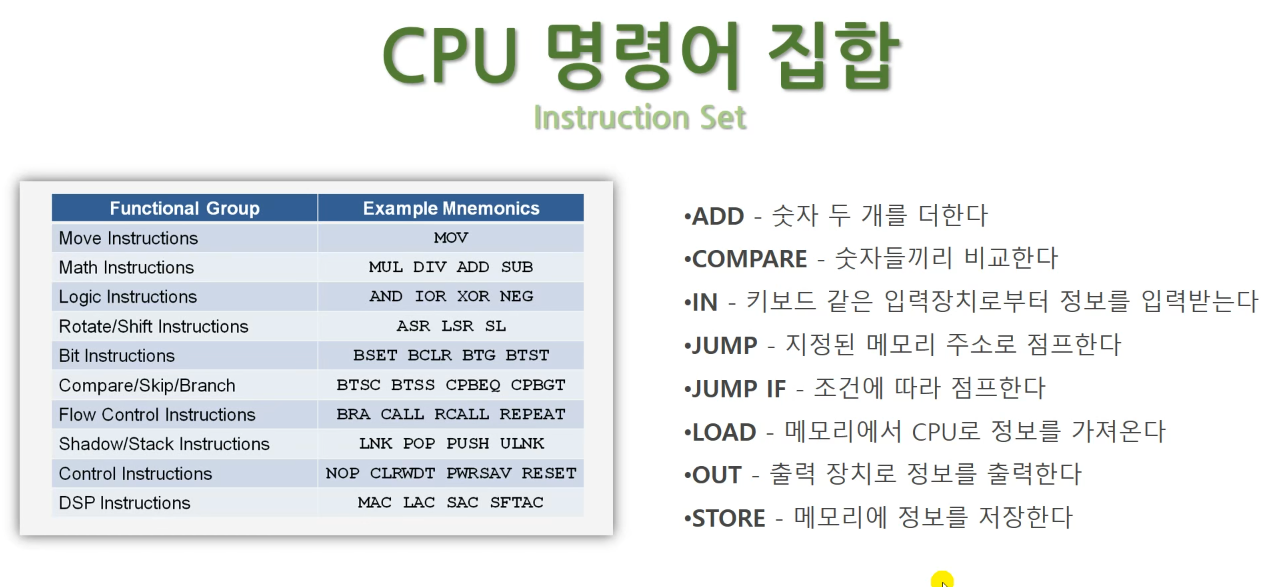 CPU 명령어 집합
Instruction Set
Functional Group Example Mnemonics
Move Instructions MOV
Math Instructions MUL DIV ADD SUB
Logic Instructions AND IOR XOR NEG
Rotate/Shift Instructions ASR LSR SL
Bit Instructions BSET BCLR BTG BTST
Compare/Skip/Branch BTSC BTSS CPBEQ CPBGT
Flow Control Instructions BRA CALL RCALL REPEAT
Shadow/Stack Instructions LNK POP PUSH ULNK
Control Instructions NOP CLRWDT PWRSAV RESET
DSP Instructions MAC LAC SAC SFTAC
•ADD - 숫자 두 개를 더한다
•COMPARE - 숫자들끼리 비교한다
•IN - 키보드 같은 입력장치로부터 정보를 입력받는다
•JUMP - 지정된 메모리 주소로 점프한다
•JUMP IF - 조건에 따라 점프한다
•LOAD - 메모리에서 CPU로 정보를 가져온다
•OUT - 출력 장치로 정보를 출력한다
•STORE - 메모리에 정보를 저장한다